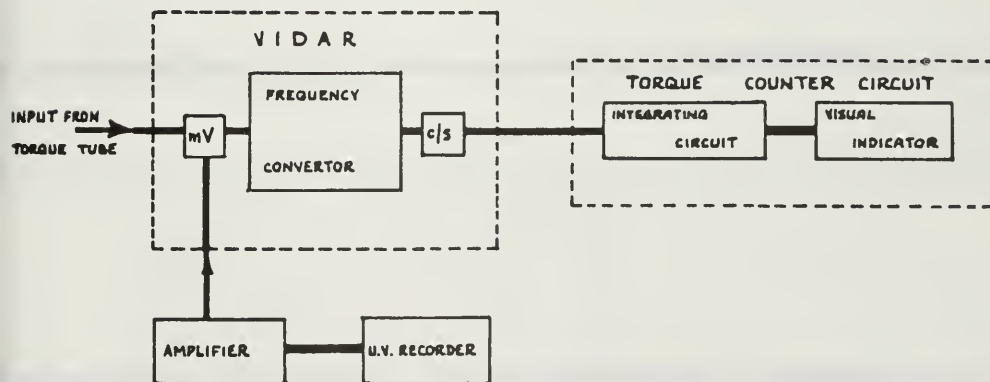 VIDAR
INPUT FROM
TORQUE TUBE
mV
FREQUENCY
CONVERTOR
c/s
TORQUE COUNTER CIRCUIT
INTEGRATING
CIRCUIT
VISUAL
INDICATOR
AMPLIFIER
U.V. RECORDER